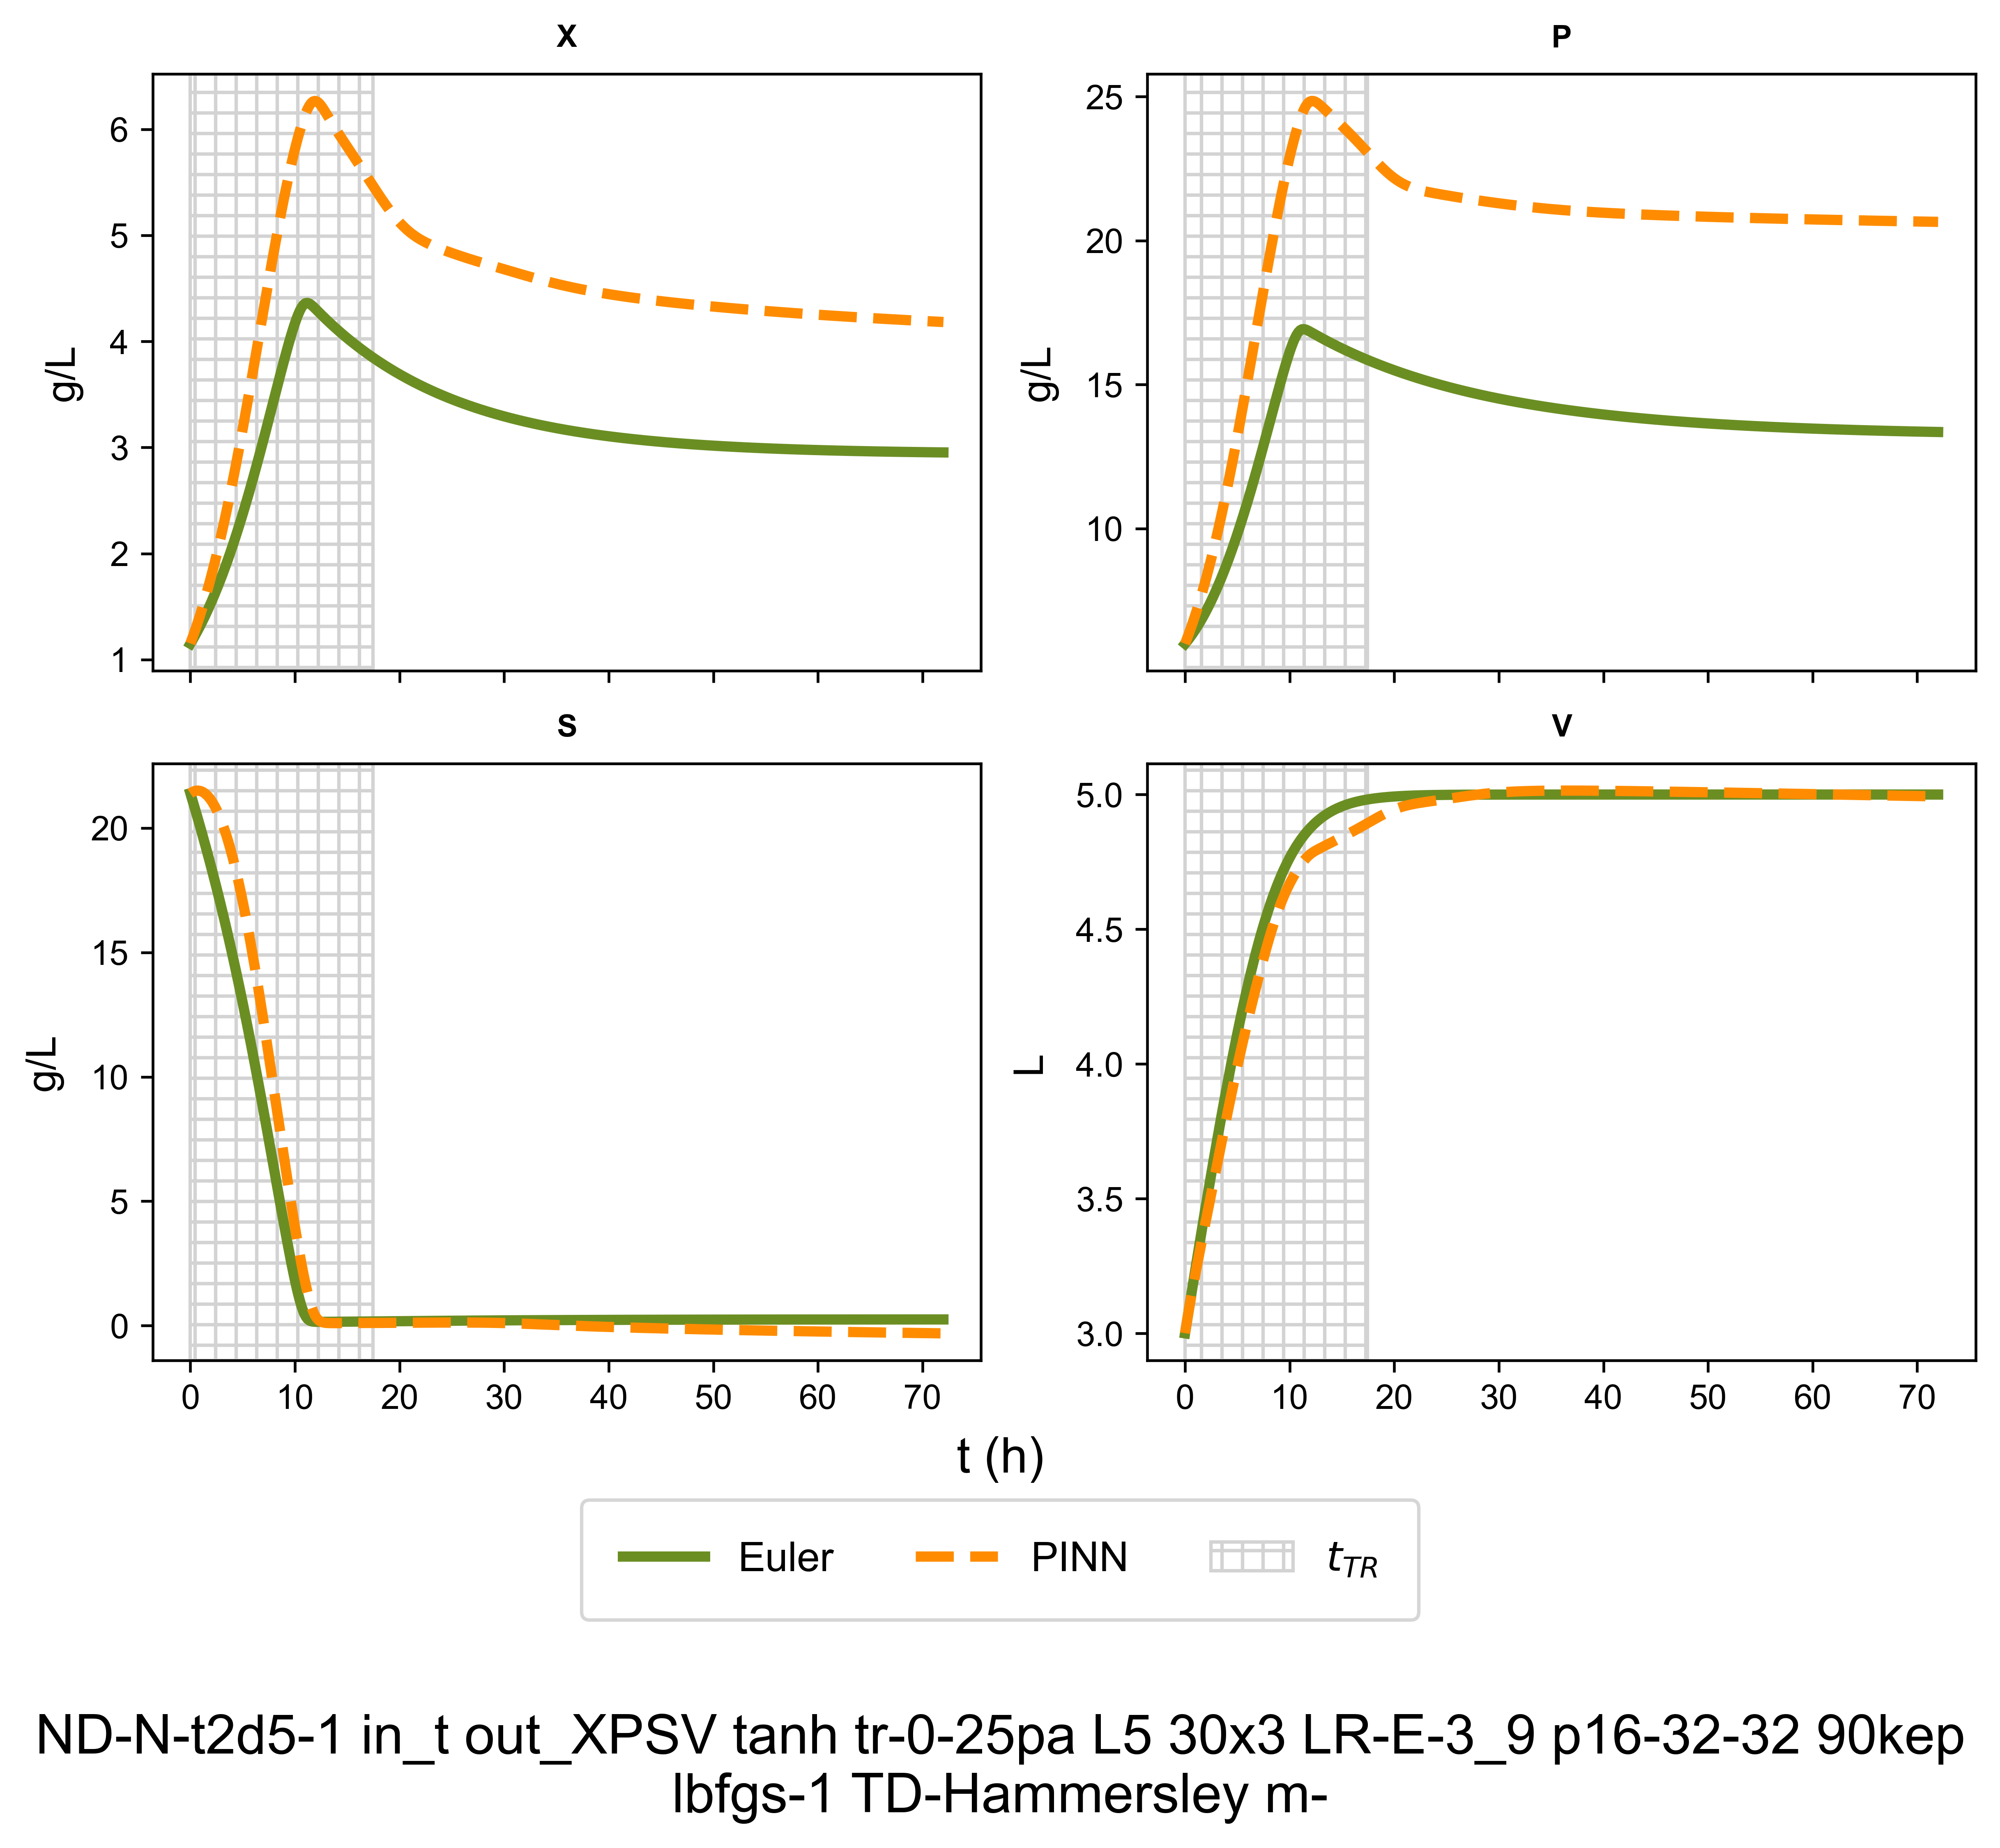 X
6
5
4
3
2
1
g/L
P
25
20
15
10
g/L
S
20
15
10
5
0
g/L
0 10 20 30 40 50 60 70
V
5.0
4.5
4.0
3.5
3.0
L
0 10 20 30 40 50 60 70
t (h)
Euler PINN t_TR
ND-N-t2d5-1 in_t out_XPSV tanh tr-0-25pa L5 30x3 LR-E-3_9 p16-32-32 90kep
lbfgs-1 TD-Hammersley m-